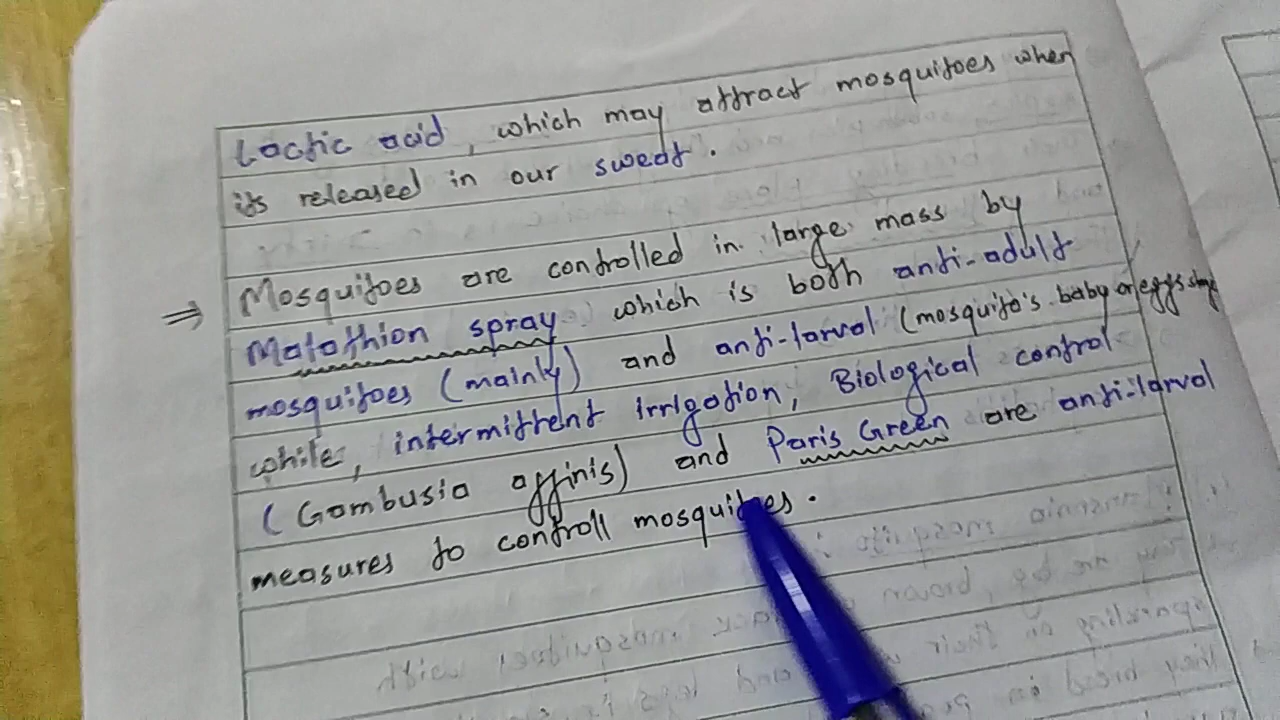 Lactic acid, which may attract mosquitoes when
its released in our sweat.
⇒ Mosquitoes are controlled in large mass by
Malathion spray which is both anti-adult
mosquitoes (mainly) and anti-larval (mosquito's baby or eggs stage
while, intermittent irrigation, Biological control
(Gambusia affinis) and Paris Green are anti-larval
measures to controll mosquitoes.